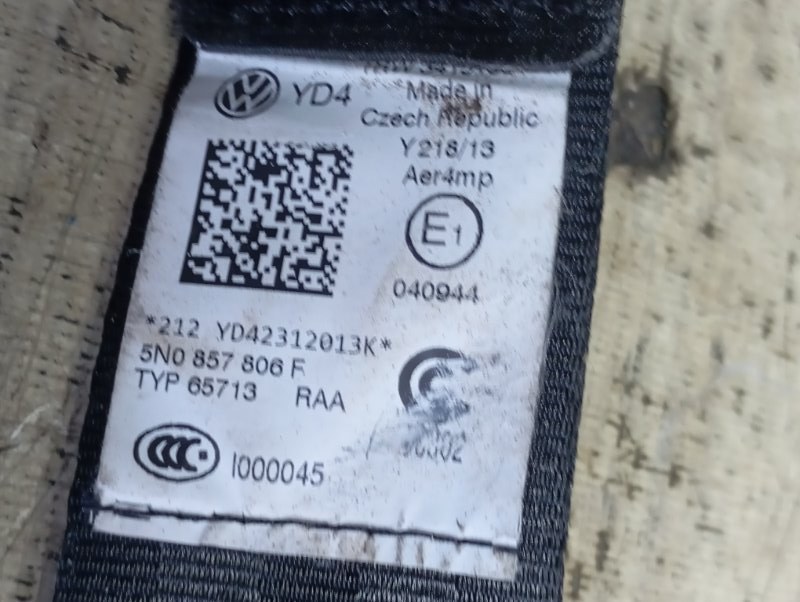 YD4
Made in
Czech Republic
Y218/13
Aer4mp
E1
040944
*212 YD42312013K*
5N0 857 806 F
TYP 65713 RAA
CCC
I000045